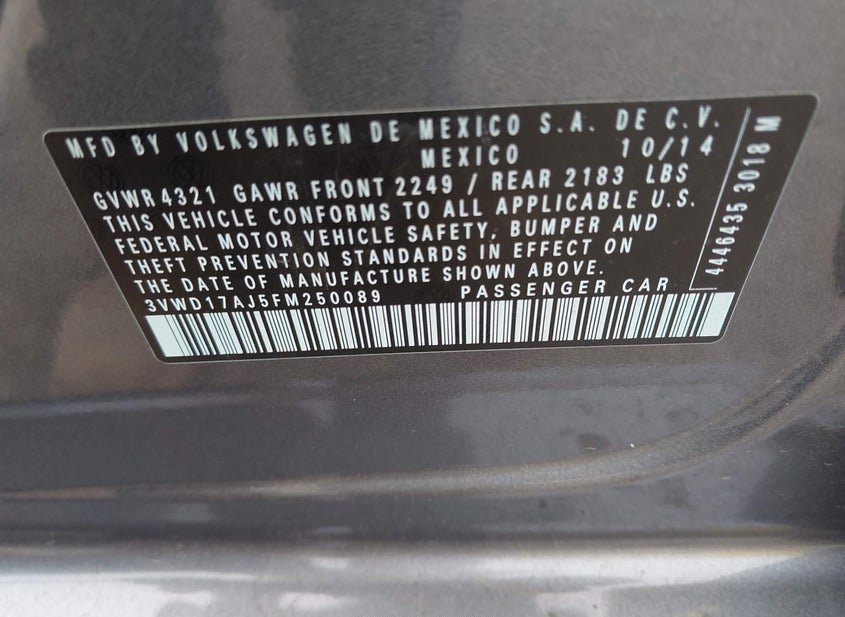 MFD BY VOLKSWAGEN DE MEXICO S.A. DE C.V.
MEXICO 10/14
GVWR 4321 GAWR FRONT 2249 / REAR 2183 LBS
THIS VEHICLE CONFORMS TO ALL APPLICABLE U.S.
FEDERAL MOTOR VEHICLE SAFETY, BUMPER AND
THEFT PREVENTION STANDARDS IN EFFECT ON
THE DATE OF MANUFACTURE SHOWN ABOVE.
3VWD17AJ5FM250089 PASSENGER CAR
4446435 3018 M